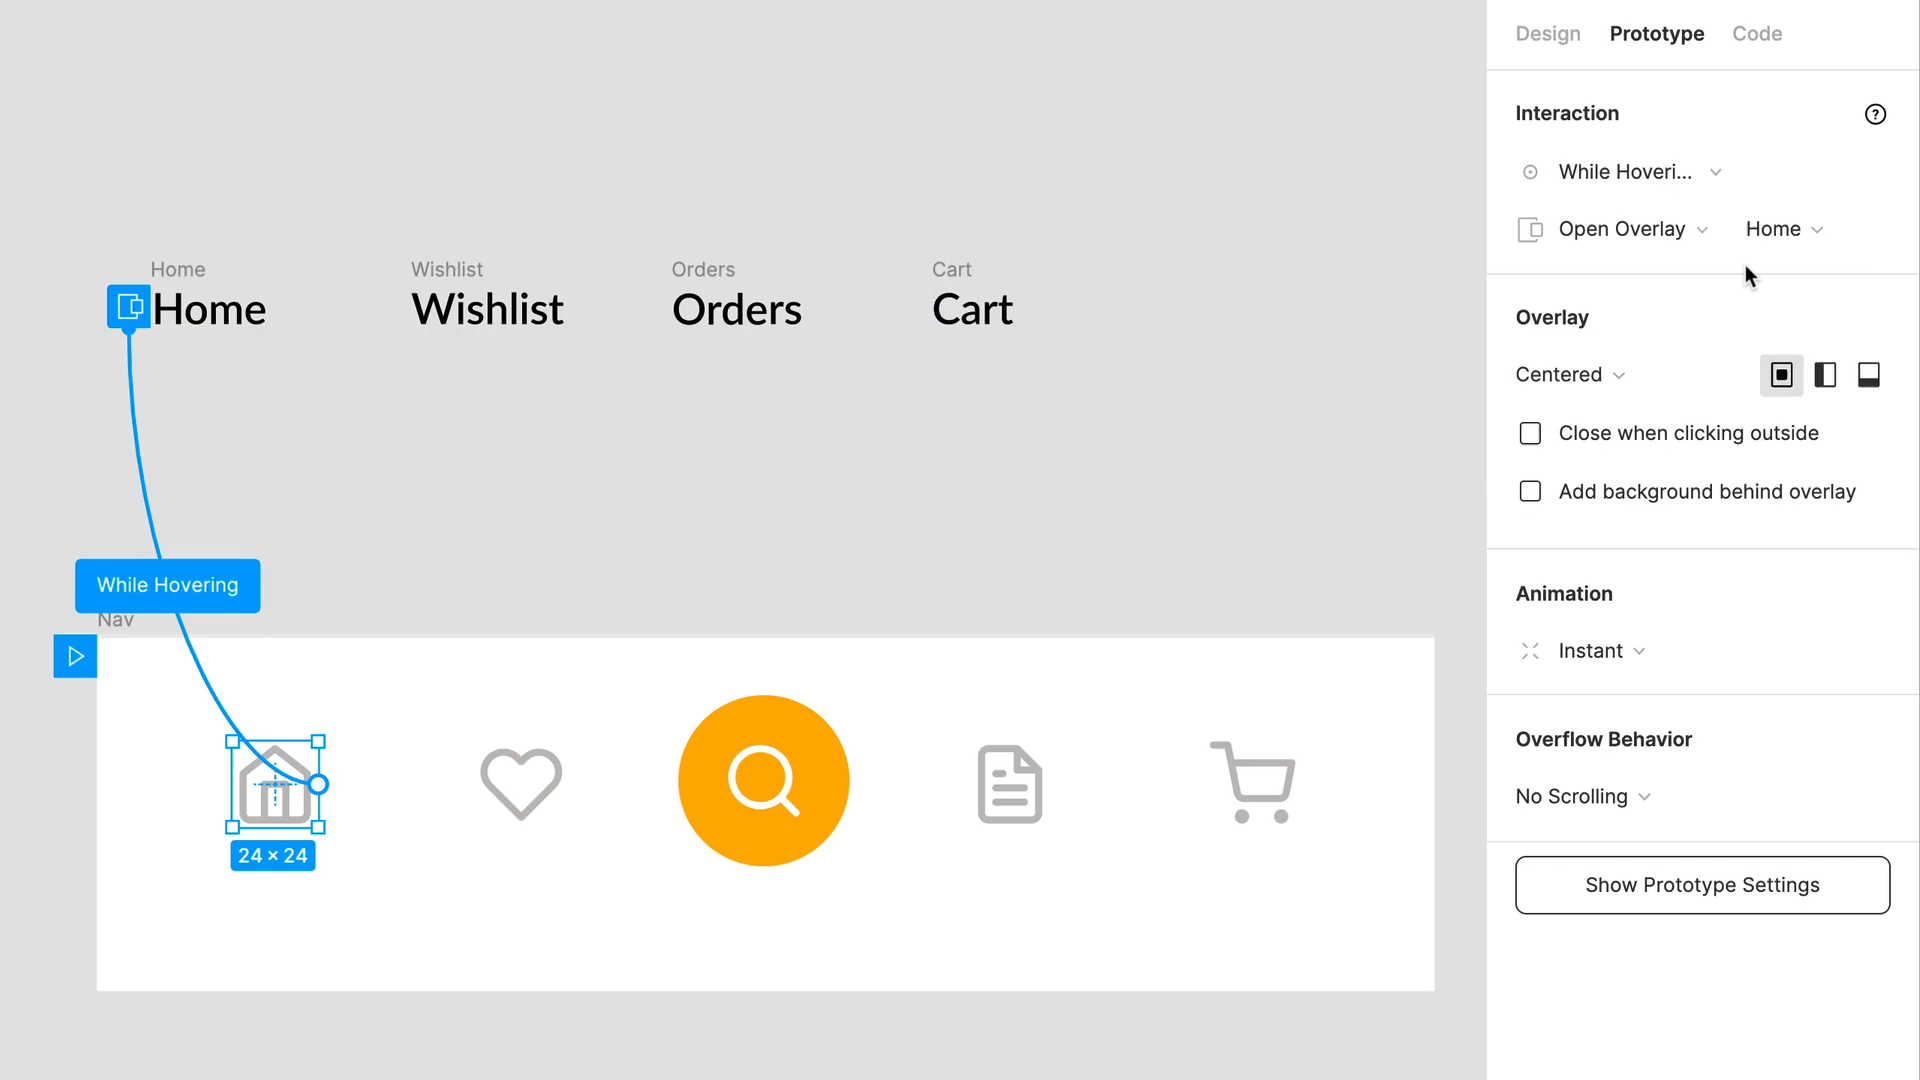 Design Prototype Code
Interaction
?
While Hoveri...
Open Overlay Home
Home Wishlist Orders Cart
Home Wishlist Orders Cart
Overlay
Centered
Close when clicking outside
Add background behind overlay
While Hovering
Nav
Animation
Instant
Overflow Behavior
No Scrolling
24 × 24
Show Prototype Settings